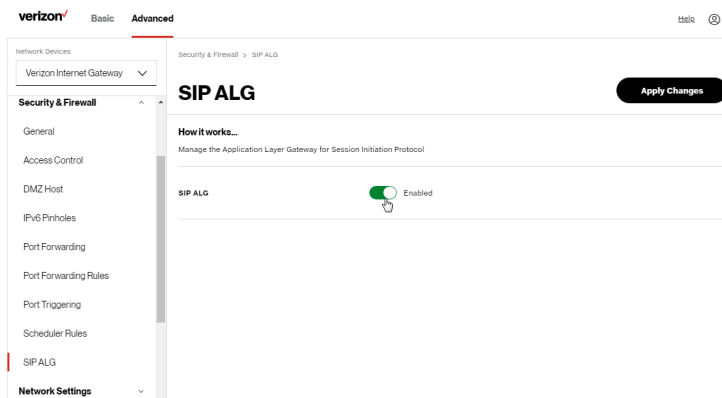 verizon
Basic
Advanced
Help
Network Devices
Verizon Internet Gateway
Security & Firewall > SIP ALG
Security & Firewall
SIP ALG
Apply Changes
General
How it works...
Manage the Application Layer Gateway for Session Initiation Protocol
Access Control
DMZ Host
SIP ALG
Enabled
IPv6 Pinholes
Port Forwarding
Port Forwarding Rules
Port Triggering
Scheduler Rules
SIP ALG
Network Settings